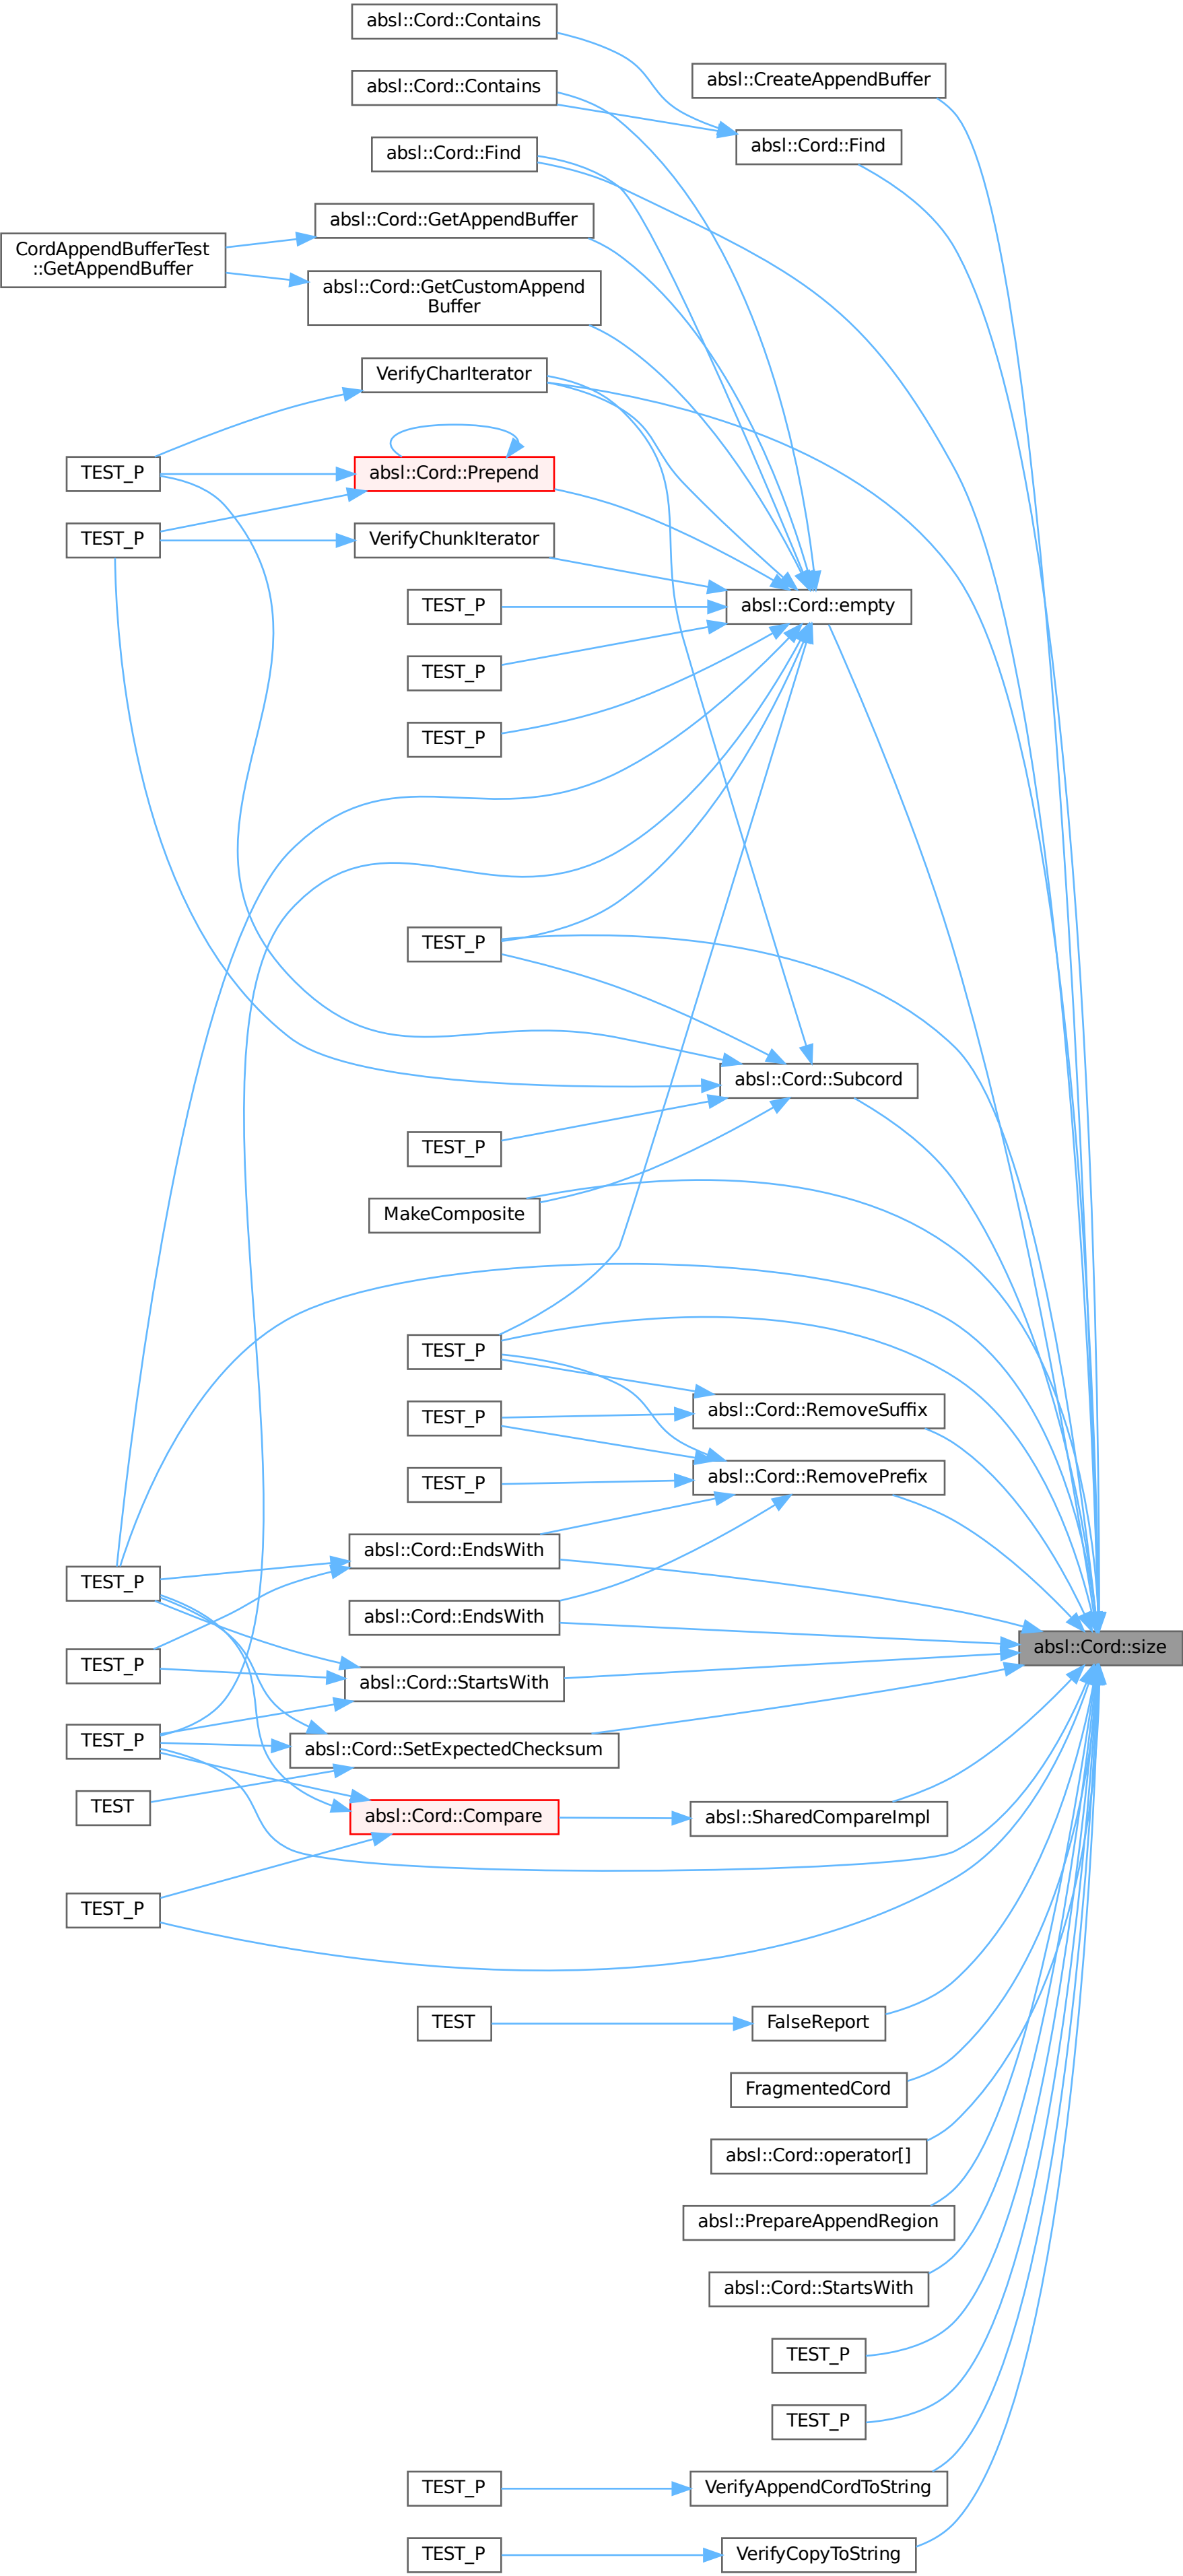 absl::Cord::Contains
absl::CreateAppendBuffer
absl::Cord::Contains
absl::Cord::Find
absl::Cord::Find
absl::Cord::GetAppendBuffer
CordAppendBufferTest
::GetAppendBuffer
absl::Cord::GetCustomAppend
Buffer
VerifyCharIterator
TEST_P
absl::Cord::Prepend
TEST_P
VerifyChunkIterator
TEST_P
absl::Cord::empty
TEST_P
TEST_P
TEST_P
absl::Cord::Subcord
TEST_P
MakeComposite
TEST_P
absl::Cord::RemoveSuffix
TEST_P
absl::Cord::RemovePrefix
TEST_P
absl::Cord::EndsWith
TEST_P
absl::Cord::EndsWith
absl::Cord::size
TEST_P
absl::Cord::StartsWith
TEST_P
absl::Cord::SetExpectedChecksum
TEST
absl::Cord::Compare
absl::SharedCompareImpl
TEST_P
TEST
FalseReport
FragmentedCord
absl::Cord::operator[]
absl::PrepareAppendRegion
absl::Cord::StartsWith
TEST_P
TEST_P
TEST_P
VerifyAppendCordToString
TEST_P
VerifyCopyToString